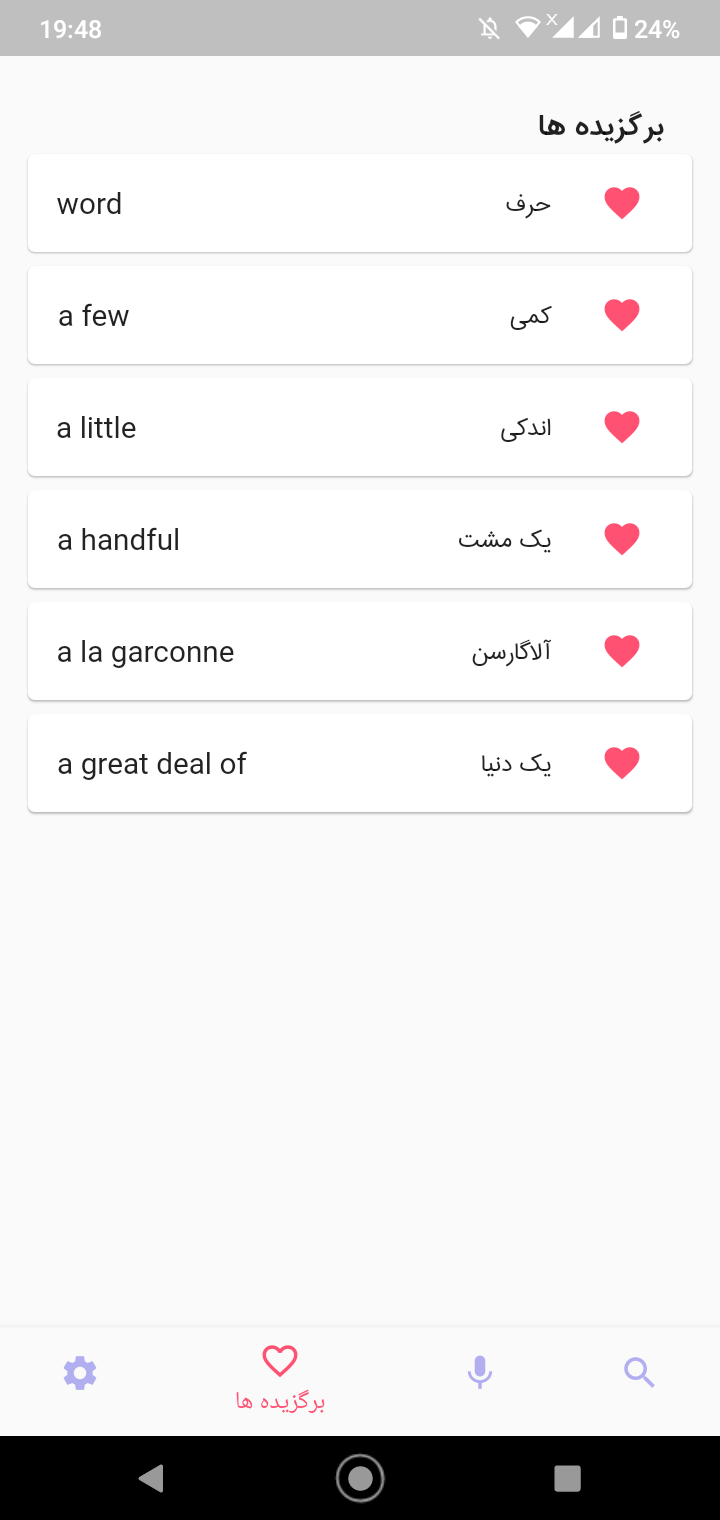 19:48
X
24%
برگزیده ها
word
حرف
a few
کمی
a little
اندکی
a handful
یک مشت
a la garconne
آلاگارسن
a great deal of
یک دنیا
برگزیده ها